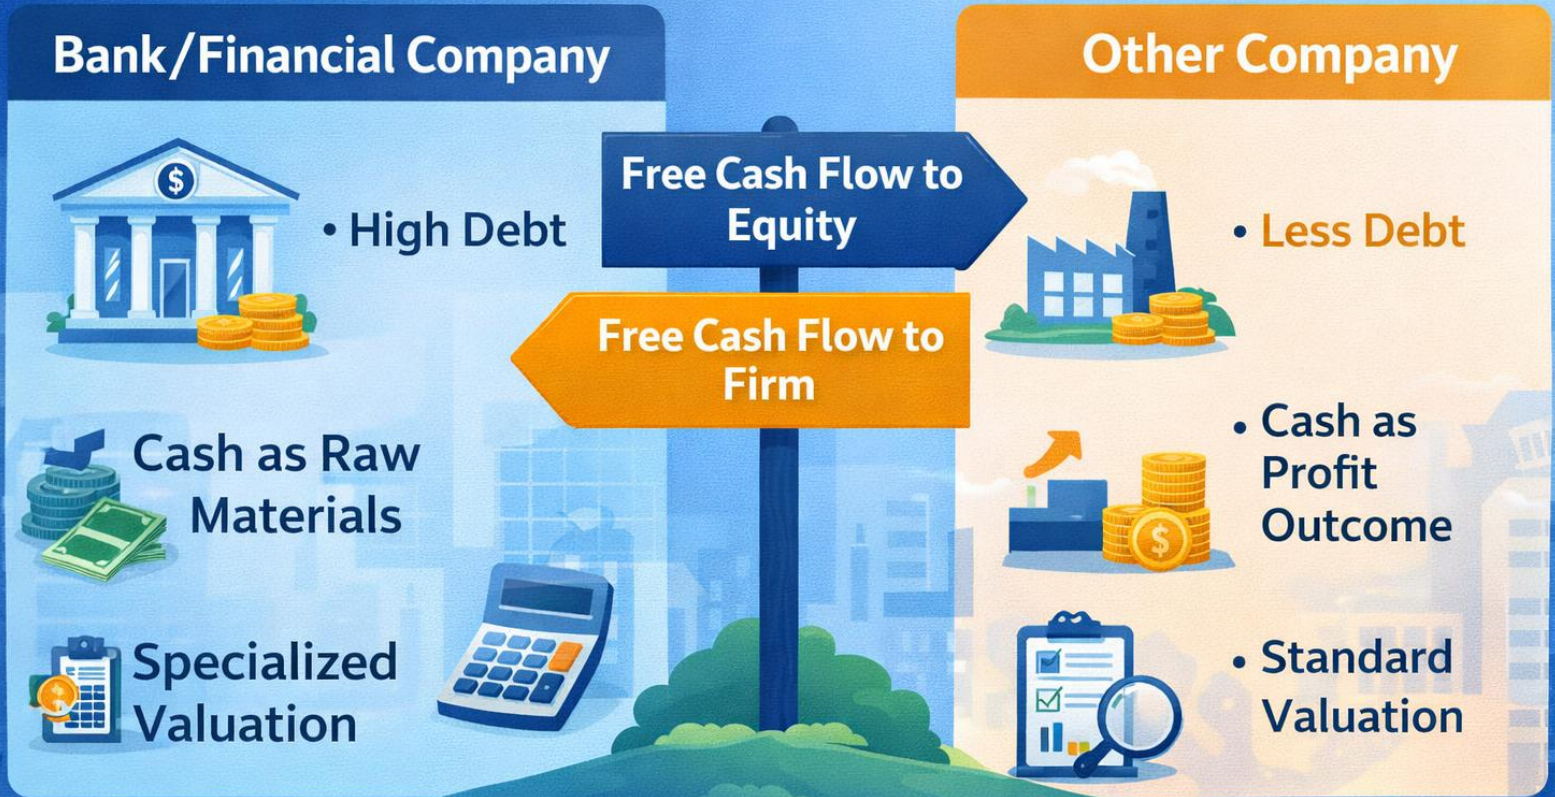 Bank/Financial Company
$
• High Debt
Cash as Raw
Materials
Specialized
Valuation
Free Cash Flow to
Equity
Free Cash Flow to
Firm
Other Company
• Less Debt
• Cash as
Profit
Outcome
$
• Standard
Valuation